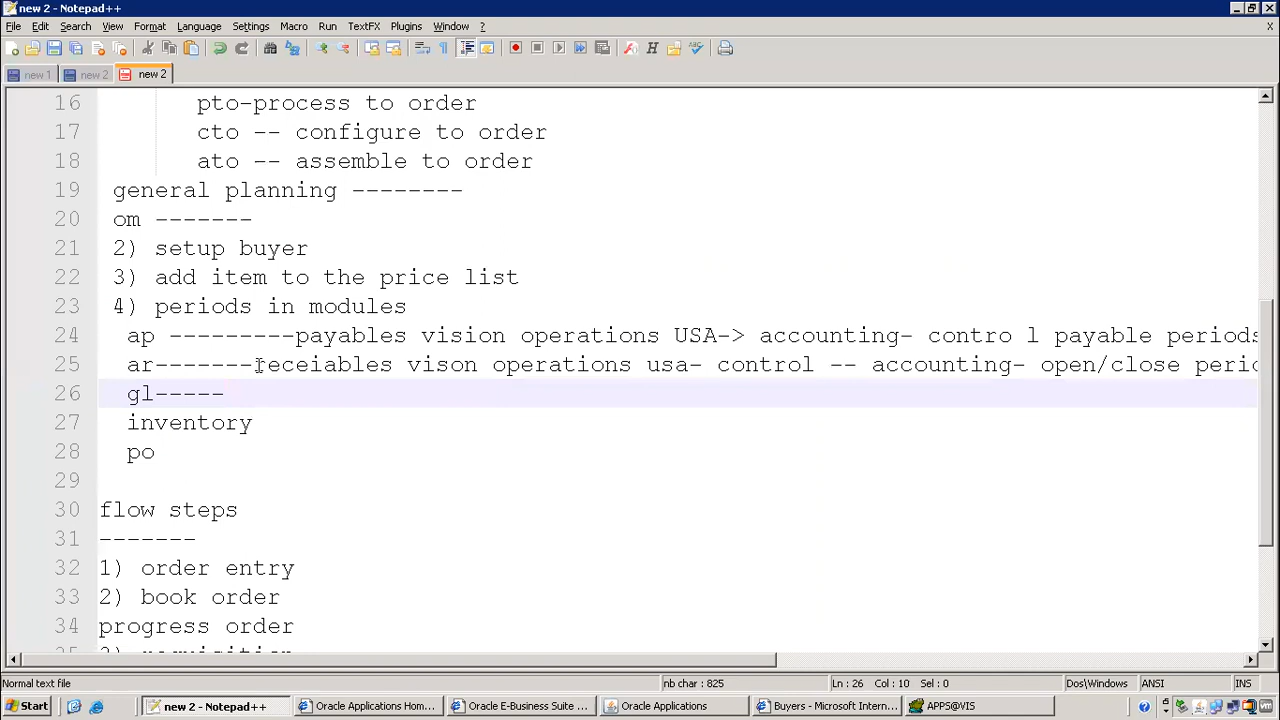 new 2 - Notepad++
File Edit Search View Format Language Settings Macro Run TextFX Plugins Window ? X
new 1 new 2 new 2
16 pto-process to order
17 cto -- configure to order
18 ato -- assemble to order
19 general planning --------
20 om -------
21 2) setup buyer
22 3) add item to the price list
23 4) periods in modules
24 ap ---------payables vision operations USA-> accounting- contro l payable periods
25 ar-------receiables vison operations usa- control -- accounting- open/close perio
26 gl-----
27 inventory
28 po
29
30 flow steps
31 -------
32 1) order entry
33 2) book order
34 progress order
Normal text file nb char : 825 Ln : 26 Col : 10 Sel : 0 Dos\Windows ANSI INS
Start new 2 - Notepad++ Oracle Applications Hom... Oracle E-Business Suite ... Oracle Applications Burris - Microsoft Intern... APPS@VIS